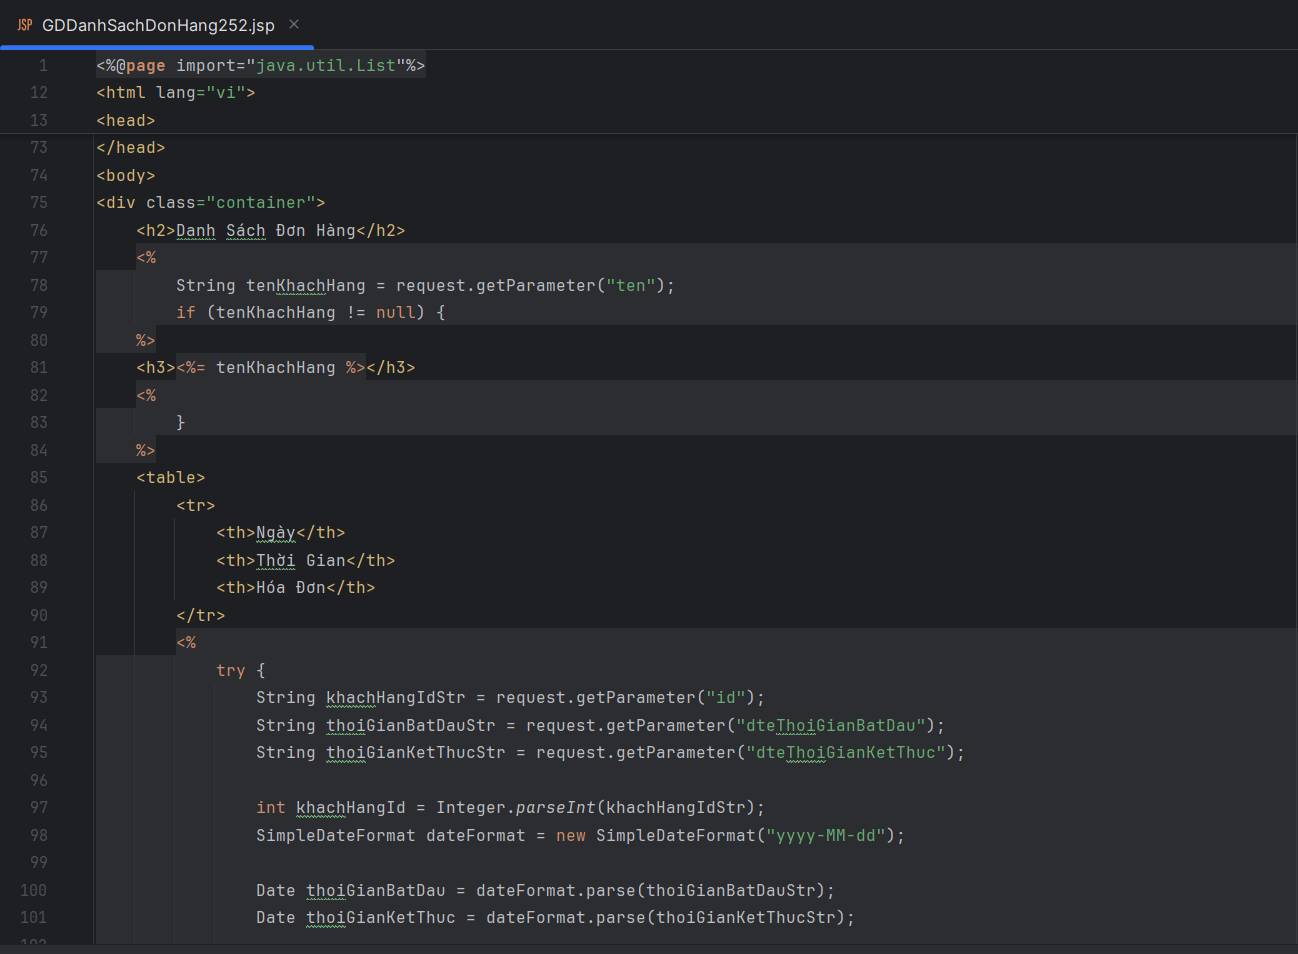 JSP GDDanhSachDonHang252.jsp ×
1 <%@page import="java.util.List"%>
12 <html lang="vi">
13 <head>
73 </head>
74 <body>
75 <div class="container">
76 <h2>Danh Sách Đơn Hàng</h2>
77 <%
78 String tenKhachHang = request.getParameter("ten");
79 if (tenKhachHang != null) {
80 %>
81 <h3><%= tenKhachHang %></h3>
82 <%
83 }
84 %>
85 <table>
86 <tr>
87 <th>Ngày</th>
88 <th>Thời Gian</th>
89 <th>Hóa Đơn</th>
90 </tr>
91 <%
92 try {
93 String khachHangIdStr = request.getParameter("id");
94 String thoiGianBatDauStr = request.getParameter("dteThoiGianBatDau");
95 String thoiGianKetThucStr = request.getParameter("dteThoiGianKetThuc");
96
97 int khachHangId = Integer.parseInt(khachHangIdStr);
98 SimpleDateFormat dateFormat = new SimpleDateFormat("yyyy-MM-dd");
99
100 Date thoiGianBatDau = dateFormat.parse(thoiGianBatDauStr);
101 Date thoiGianKetThuc = dateFormat.parse(thoiGianKetThucStr);